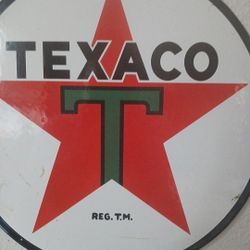 TEXACO
T
REG. T.M.